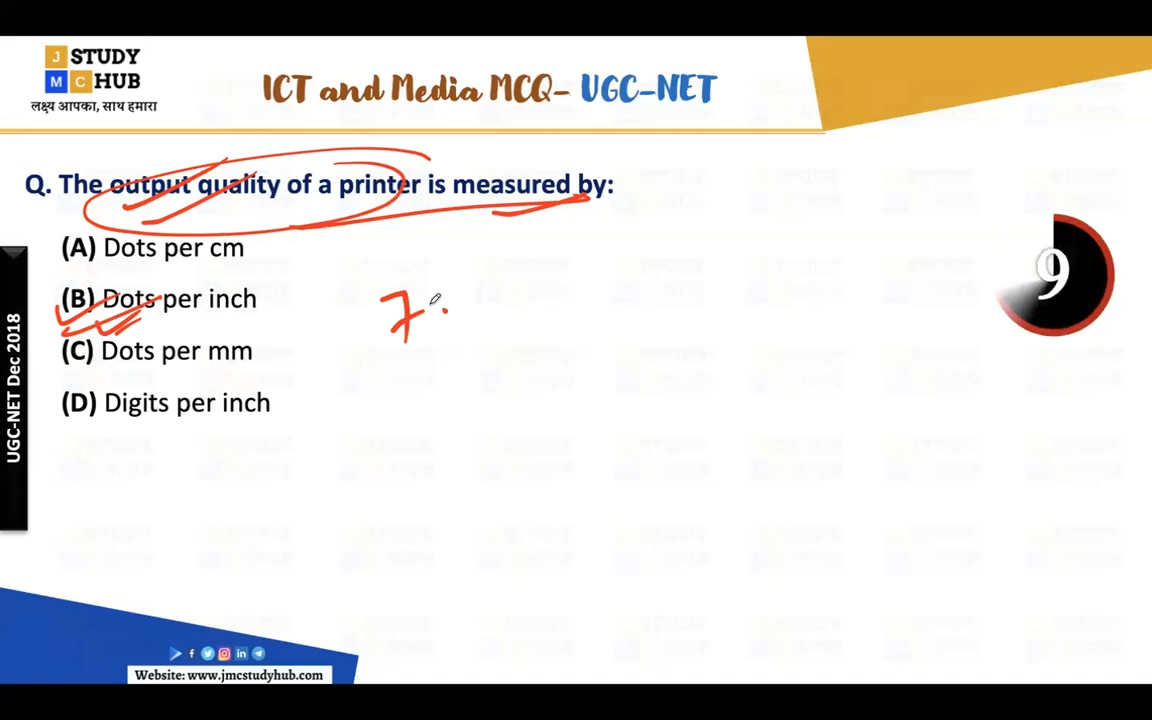 J STUDY
M C HUB
लक्ष्य आपका, साथ हमारा
ICT and Media MCQ- UGC-NET
Q. The output quality of a printer is measured by:
(A) Dots per cm
(B) Dots per inch
(C) Dots per mm
(D) Digits per inch
7
9
UGC-NET Dec 2018
Website: www.jmcstudyhub.com